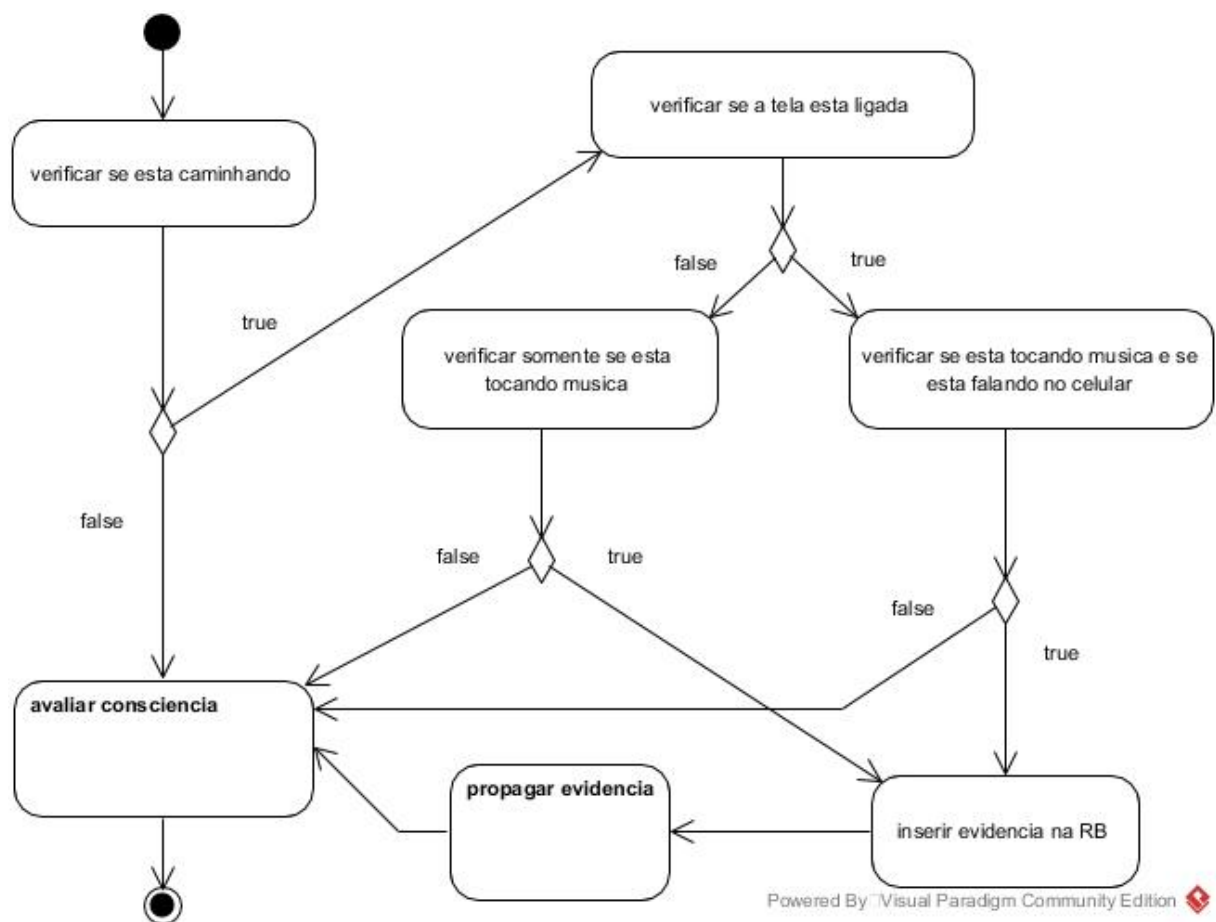 verificar se a tela esta ligada
verificar se esta caminhando
false
true
true
verificar somente se esta
tocando musica
verificar se esta tocando musica e se
esta falando no celular
false
false
true
false
true
avaliar consciencia
propagar evidencia
inserir evidencia na RB
Powered By Visual Paradigm Community Edition